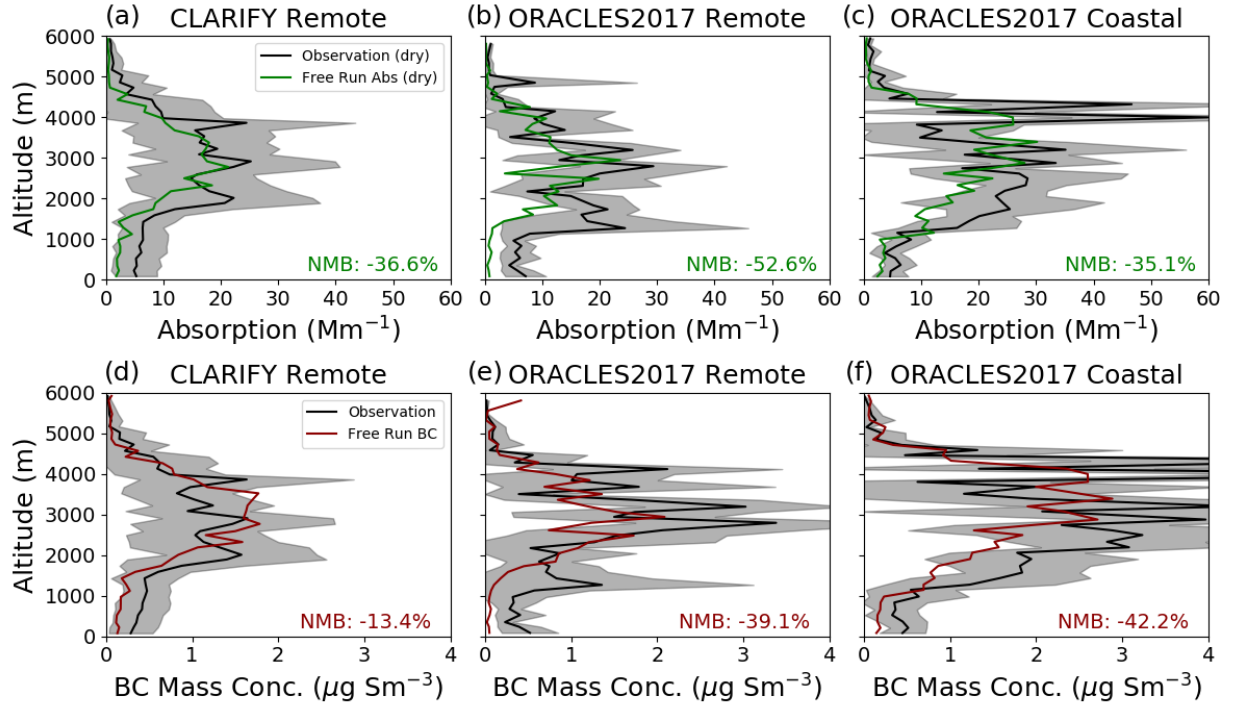 (a) CLARIFY Remote
(b) ORACLES2017 Remote
(c) ORACLES2017 Coastal
Altitude (m)
6000
5000
4000
3000
2000
1000
0
Observation (dry)
Free Run Abs (dry)
NMB: -36.6%
NMB: -52.6%
NMB: -35.1%
0 10 20 30 40 50 60
0 10 20 30 40 50 60
0 10 20 30 40 50 60
Absorption (Mm⁻¹)
Absorption (Mm⁻¹)
Absorption (Mm⁻¹)
(d) CLARIFY Remote
(e) ORACLES2017 Remote
(f) ORACLES2017 Coastal
Altitude (m)
6000
5000
4000
3000
2000
1000
0
Observation
Free Run BC
NMB: -13.4%
NMB: -39.1%
NMB: -42.2%
0 1 2 3 4
0 1 2 3 4
0 1 2 3 4
BC Mass Conc. (μg Sm⁻³)
BC Mass Conc. (μg Sm⁻³)
BC Mass Conc. (μg Sm⁻³)